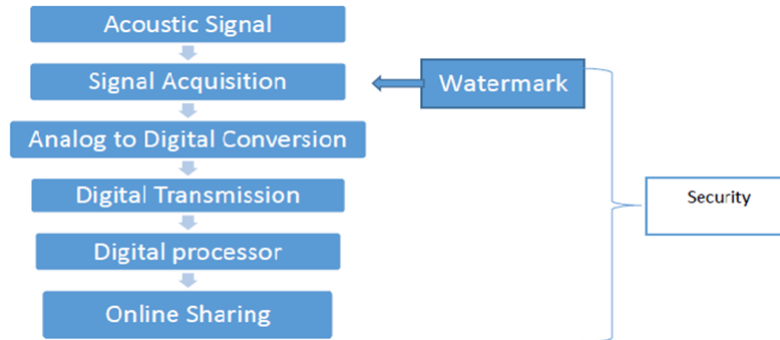 Acoustic Signal
Signal Acquisition
Watermark
Analog to Digital Conversion
Digital Transmission
Security
Digital processor
Online Sharing